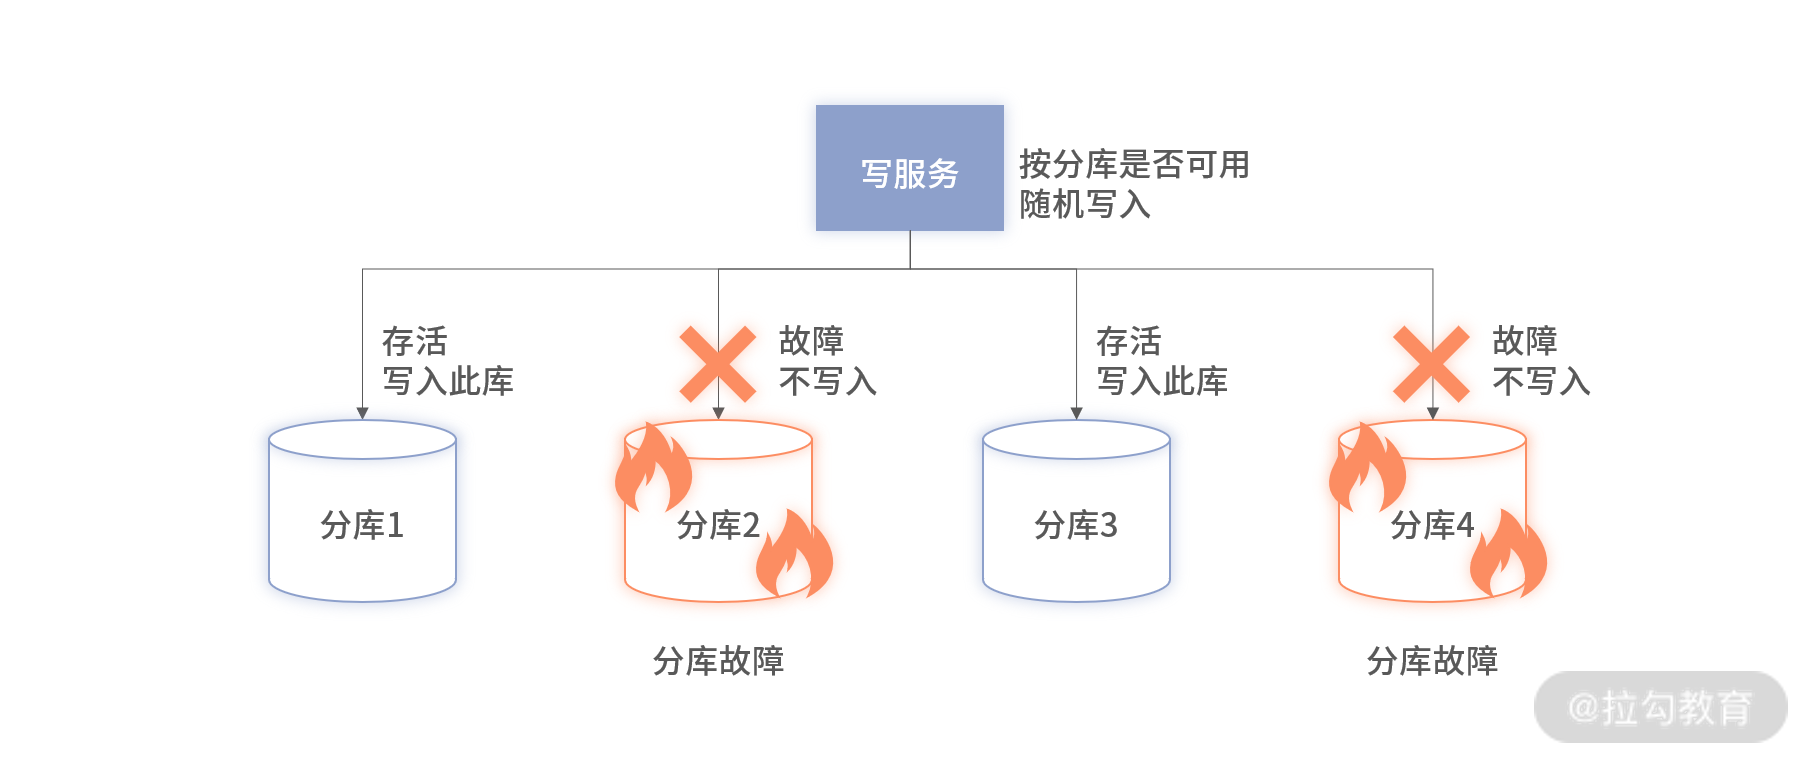 写服务
按分库是否可用
随机写入
存活
写入此库
故障
不写入
存活
写入此库
故障
不写入
分库1
分库2
分库3
分库4
分库故障
分库故障
@拉勾教育